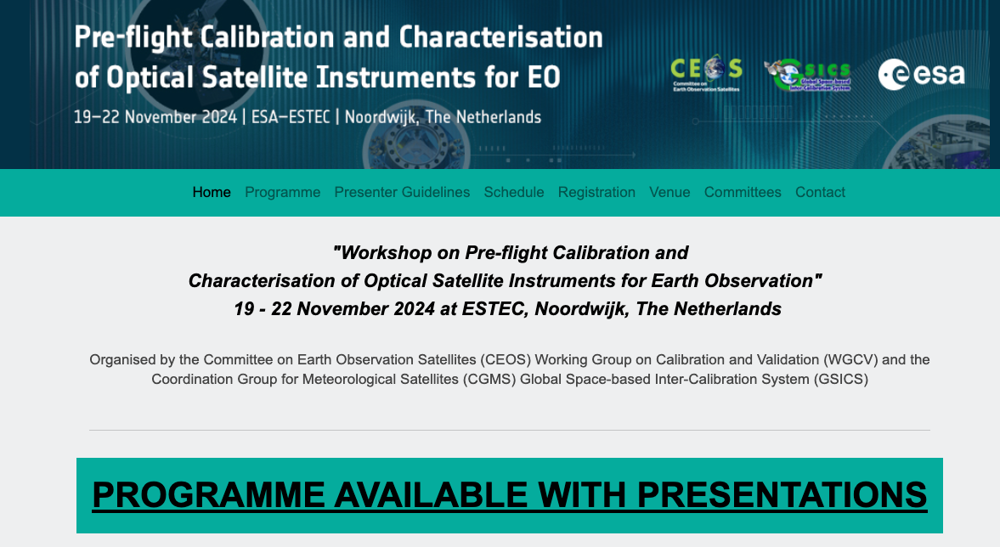 Pre-flight Calibration and Characterisation
of Optical Satellite Instruments for EO
19–22 November 2024 | ESA–ESTEC | Noordwijk, The Netherlands
CEOS
Committee on
Earth Observation Satellites
GSICS
Global Space-based
Inter-Calibration System
esa
Home Programme Presenter Guidelines Schedule Registration Venue Committees Contact
"Workshop on Pre-flight Calibration and
Characterisation of Optical Satellite Instruments for Earth Observation"
19 - 22 November 2024 at ESTEC, Noordwijk, The Netherlands
Organised by the Committee on Earth Observation Satellites (CEOS) Working Group on Calibration and Validation (WGCV) and the
Coordination Group for Meteorological Satellites (CGMS) Global Space-based Inter-Calibration System (GSICS)
PROGRAMME AVAILABLE WITH PRESENTATIONS